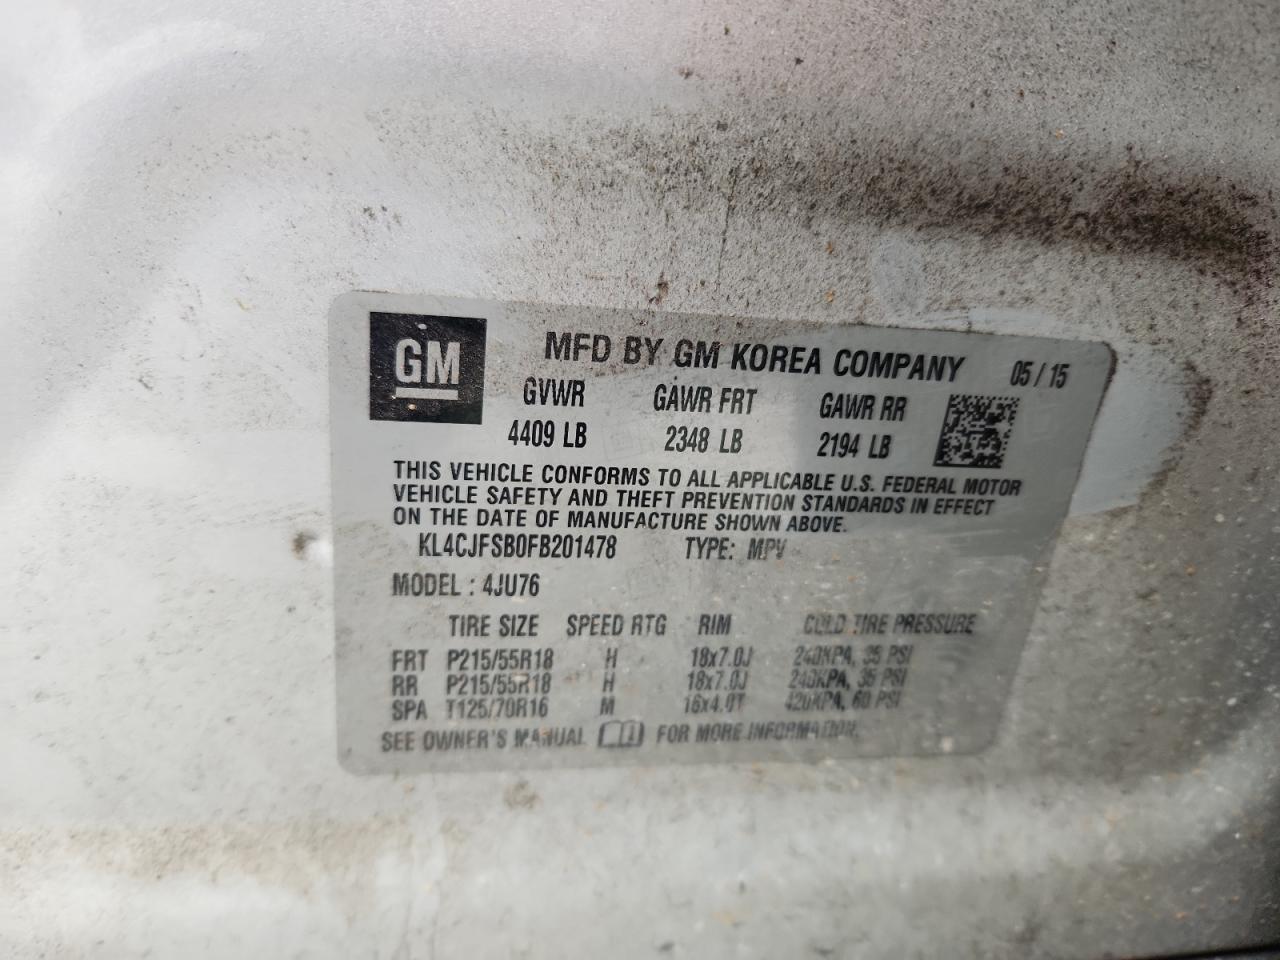 GM
MFD BY GM KOREA COMPANY 05/15
GVWR GAWR FRT GAWR RR
4409 LB 2348 LB 2194 LB
THIS VEHICLE CONFORMS TO ALL APPLICABLE U.S. FEDERAL MOTOR
VEHICLE SAFETY AND THEFT PREVENTION STANDARDS IN EFFECT
ON THE DATE OF MANUFACTURE SHOWN ABOVE.
KL4CJFSB0FB201478 TYPE: MPV
MODEL : 4JU76
TIRE SIZE SPEED RTG RIM COLD TIRE PRESSURE
FRT P215/55R18 H 18x7.0J 240KPA, 35 PSI
RR P215/55R18 H 18x7.0J 240KPA, 35 PSI
SPA T125/70R16 M 16x4.0T 420KPA, 60 PSI
SEE OWNER'S MANUAL FOR MORE INFORMATION.